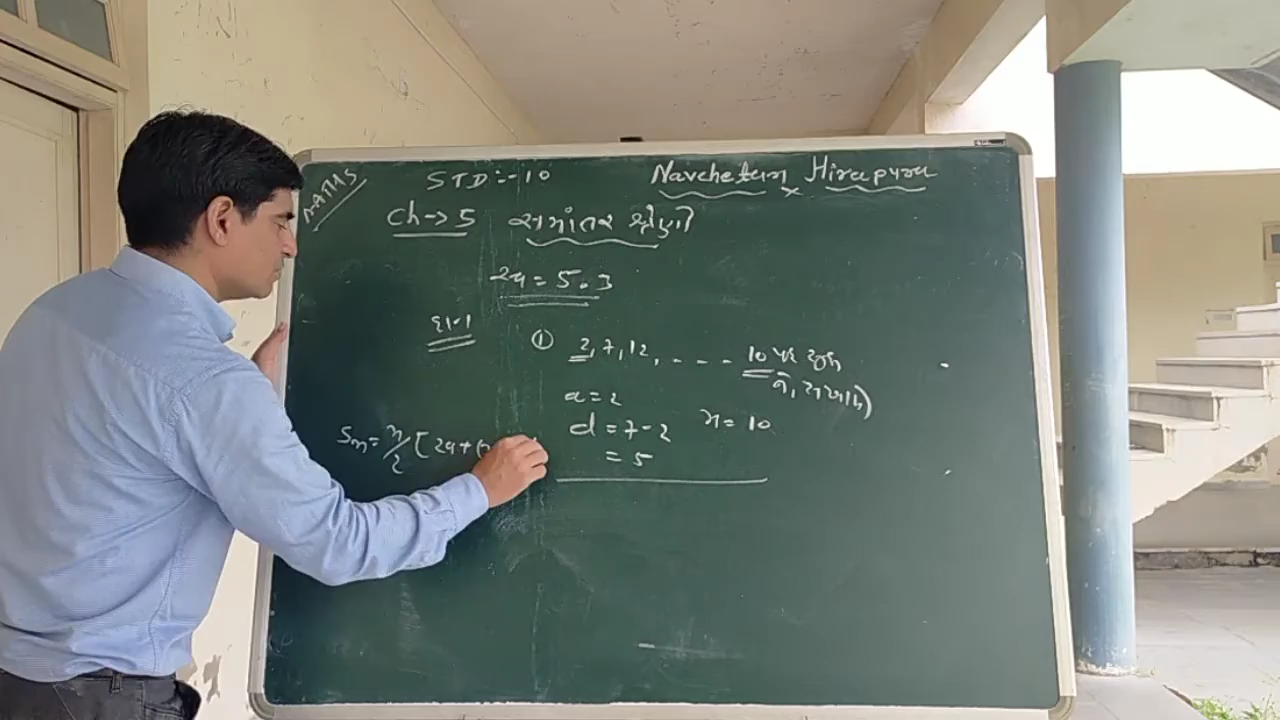 MATHS
STD :- 10
Navchetan Hirapura
Ch → 5 સમાંતર શ્રેણી
સ્વા = 5.3
દા.1
① 2, 7, 12, - - - - 10 પદ સુધી
નો, સરવાળો
a = 2
d = 7 - 2 n = 10
= 5
Sn = n/2 [ 2a + (n